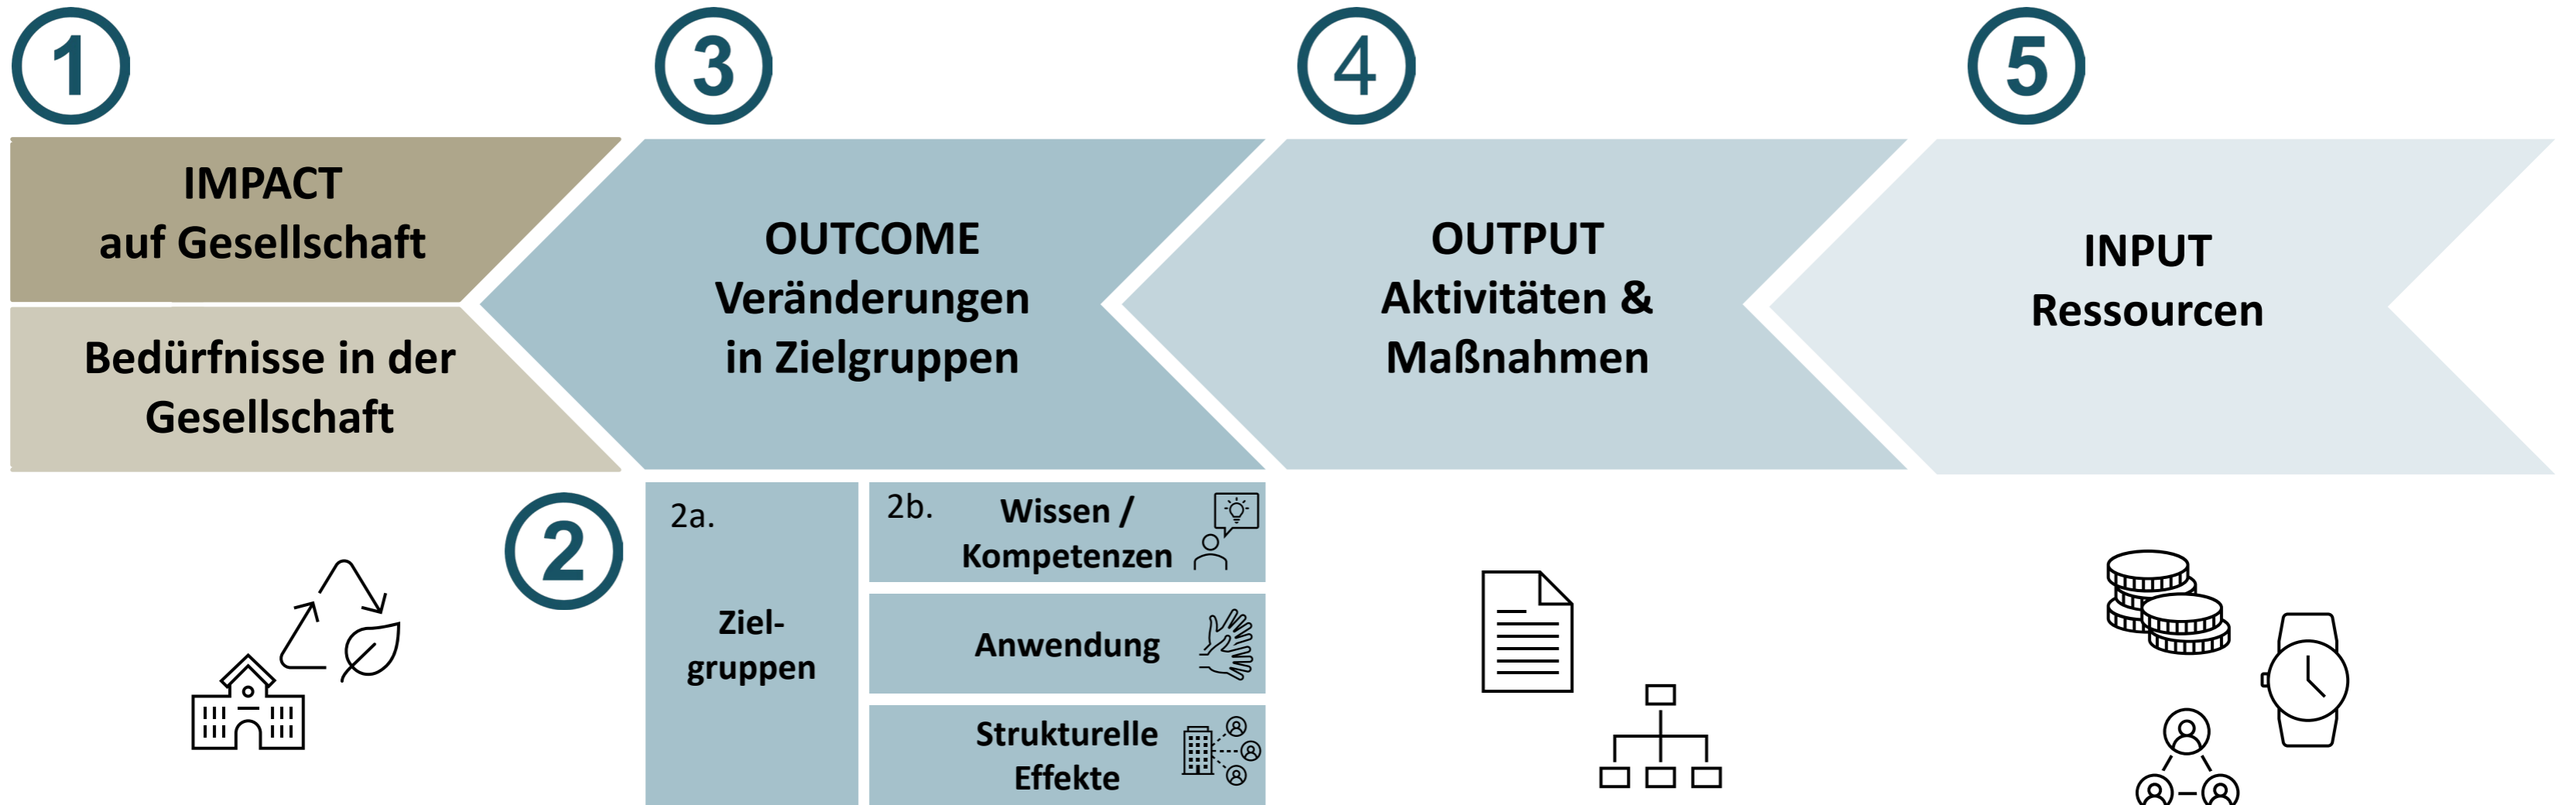 1
IMPACT
auf Gesellschaft
Bedürfnisse in der
Gesellschaft
3
OUTCOME
Veränderungen
in Zielgruppen
4
OUTPUT
Aktivitäten &
Maßnahmen
5
INPUT
Ressourcen
2
2a.
Ziel-
gruppen
2b.
Wissen /
Kompetenzen
Anwendung
Strukturelle
Effekte